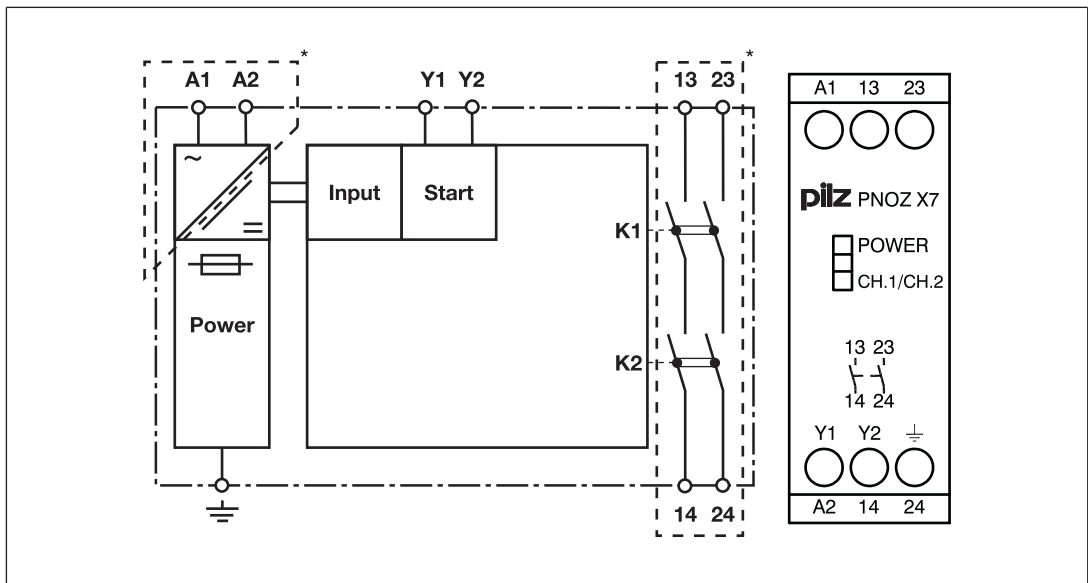 * *
A1 A2 Y1 Y2 13 23
~
Input Start
=
Power
K1
K2
14 24
A1 13 23
pilz PNOZ X7
POWER
CH.1/CH.2
13 23
14 24
Y1 Y2
A2 14 24